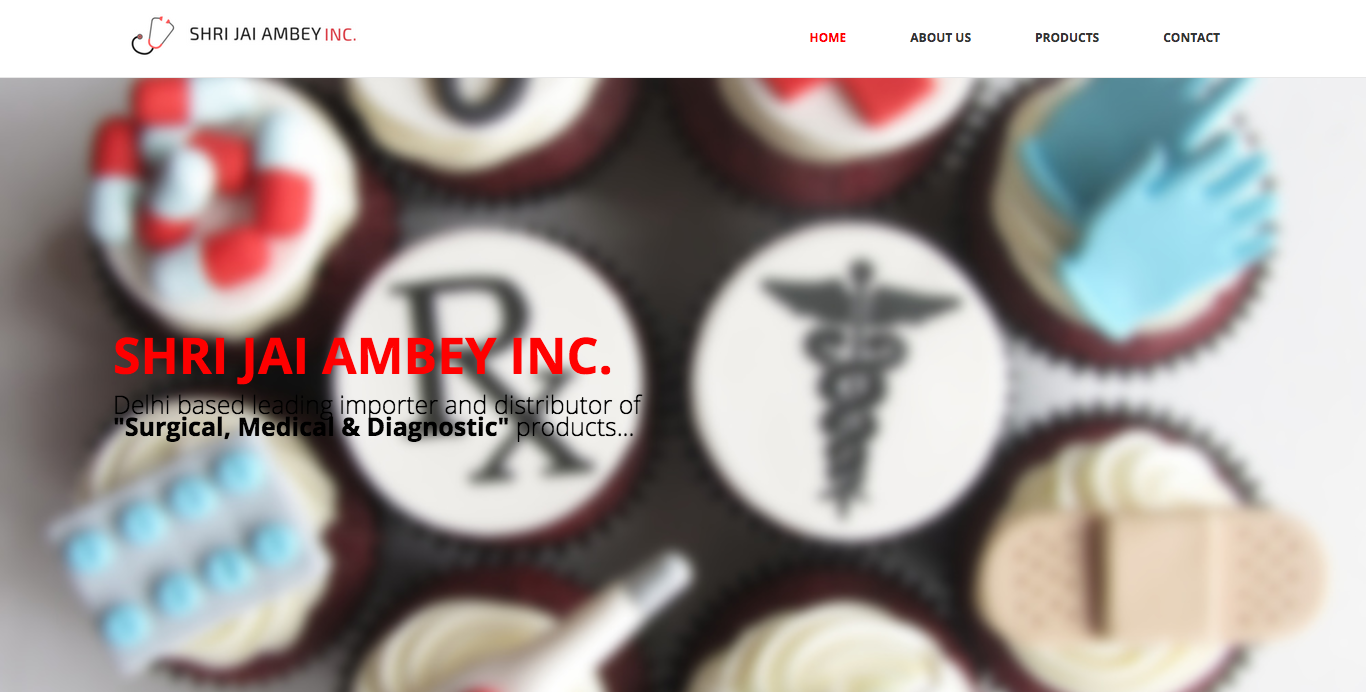 SHRI JAI AMBEY INC.
HOME ABOUT US PRODUCTS CONTACT
Rx
SHRI JAI AMBEY INC.
Delhi based leading importer and distributor of
"Surgical, Medical & Diagnostic" products...